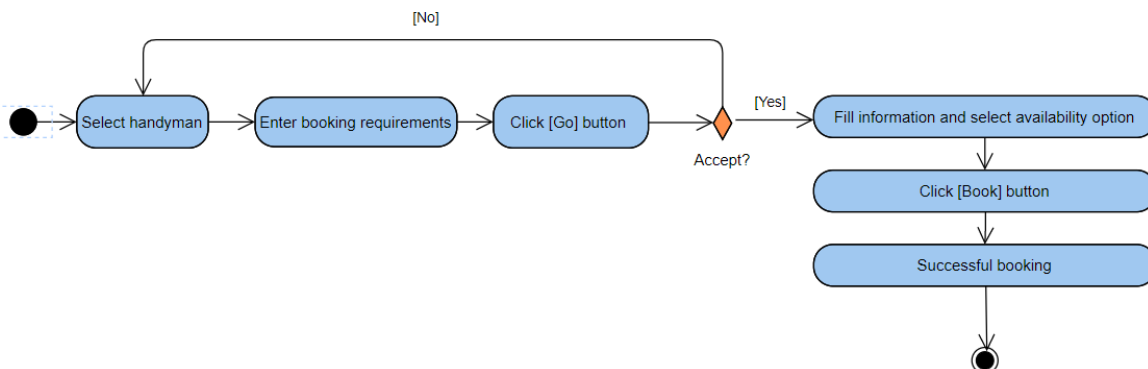 [No]
Select handyman
Enter booking requirements
Click [Go] button
Accept?
[Yes]
Fill information and select availability option
Click [Book] button
Successful booking